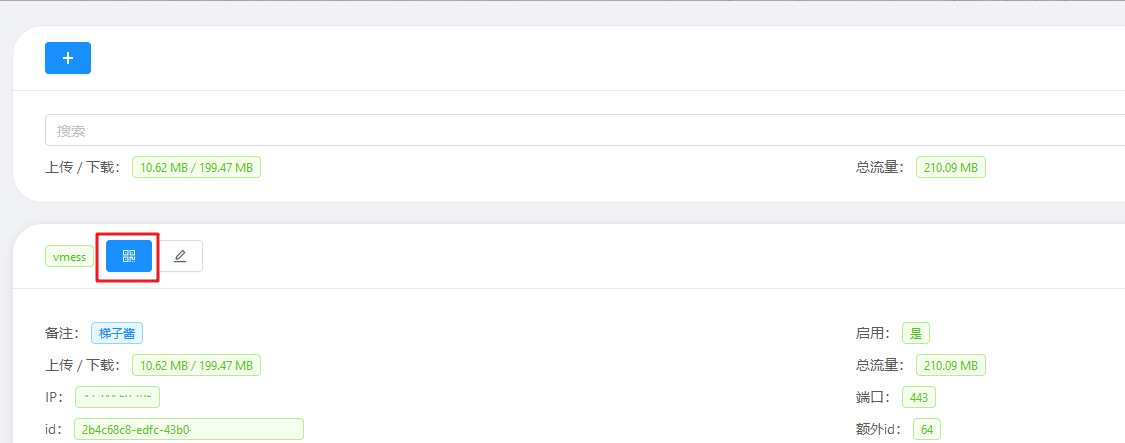 +
搜索
上传 / 下载： 10.62 MB / 199.47 MB 总流量： 210.09 MB
vmess
备注： 梯子酱 启用： 是
上传 / 下载： 10.62 MB / 199.47 MB 总流量： 210.09 MB
IP： 端口： 443
id： 2b4c68c8-edfc-43b0- 额外id： 64